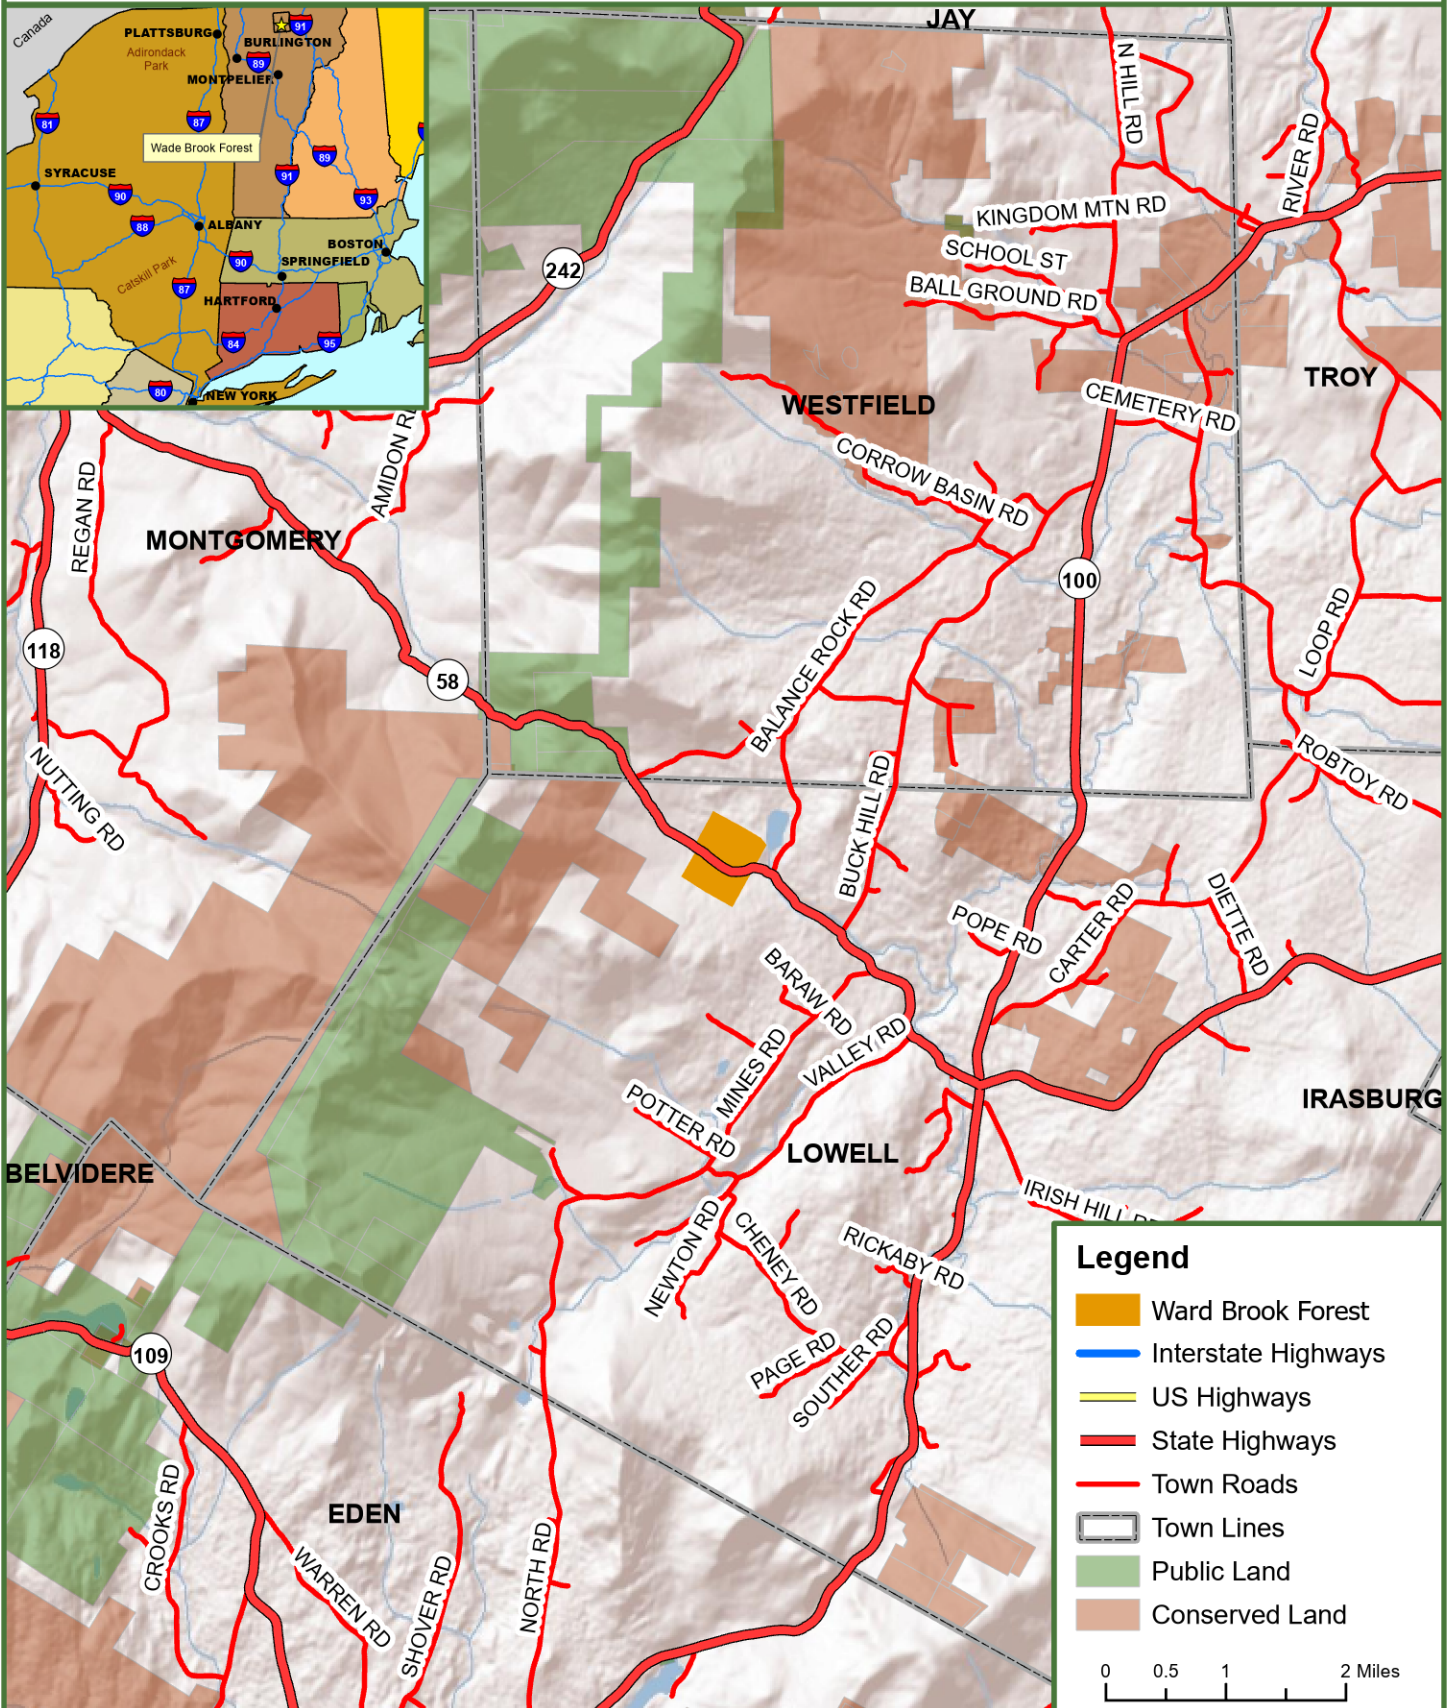 JAY
Canada
PLATTSBURG
91
Adirondack
Park
BURLINGTON
89
MONTPELIER
N HILL RD
81
87
RIVER RD
Wade Brook Forest
89
91
SYRACUSE
90
93
KINGDOM MTN RD
88
ALBANY
BOSTON
SCHOOL ST
90
SPRINGFIELD
242
Catskill Park
87
BALL GROUND RD
HARTFORD
84
95
TROY
80
NEW YORK
WESTFIELD
CEMETERY RD
AMIDON RD
REGAN RD
CORROW BASIN RD
MONTGOMERY
100
118
BALANCE ROCK RD
LOOP RD
58
NUTTING RD
ROBTOY RD
BUCK HILL RD
DIETTE RD
POPE RD
CARTER RD
BARAW RD
VALLEY RD
MINES RD
IRASBURG
POTTER RD
LOWELL
BELVIDERE
IRISH HILL RD
NEWTON RD
CHENEY RD
RICKABY RD
109
PAGE RD
SOUTHER RD
EDEN
CROOKS RD
WARREN RD
SHOVER RD
NORTH RD
Legend
Ward Brook Forest
Interstate Highways
US Highways
State Highways
Town Roads
Town Lines
Public Land
Conserved Land
0 0.5 1 2 Miles